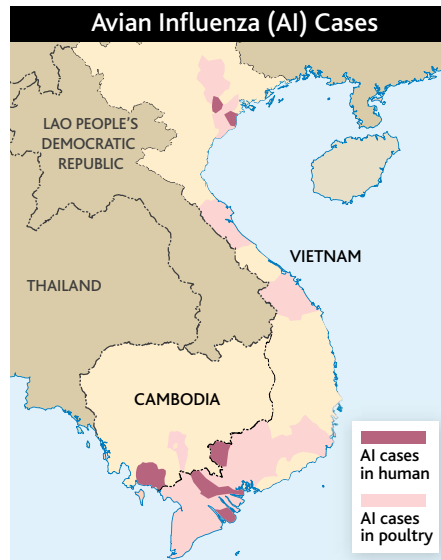 Avian Influenza (AI) Cases
LAO PEOPLE'S
DEMOCRATIC
REPUBLIC
VIETNAM
THAILAND
CAMBODIA
AI cases
in human
AI cases
in poultry